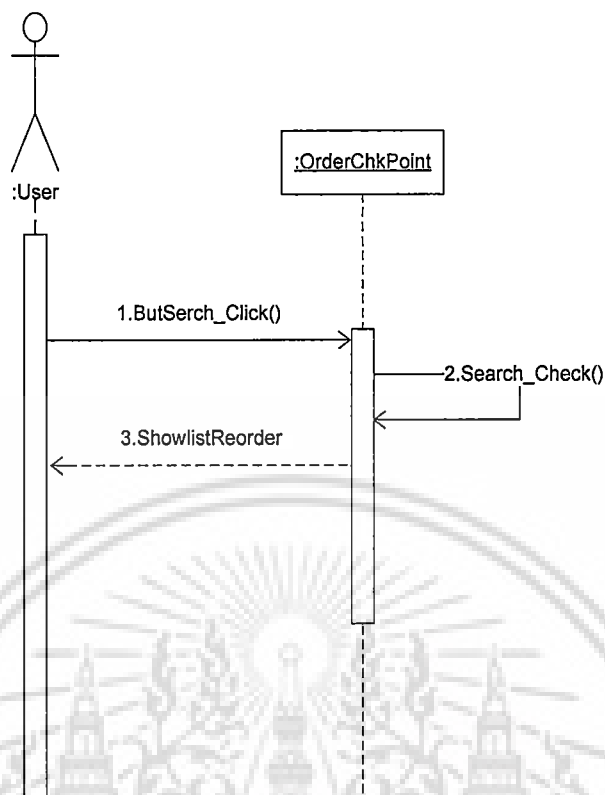 :OrderChkPoint
:User
1.ButSerch_Click()
2.Search_Check()
3.ShowlistReorder